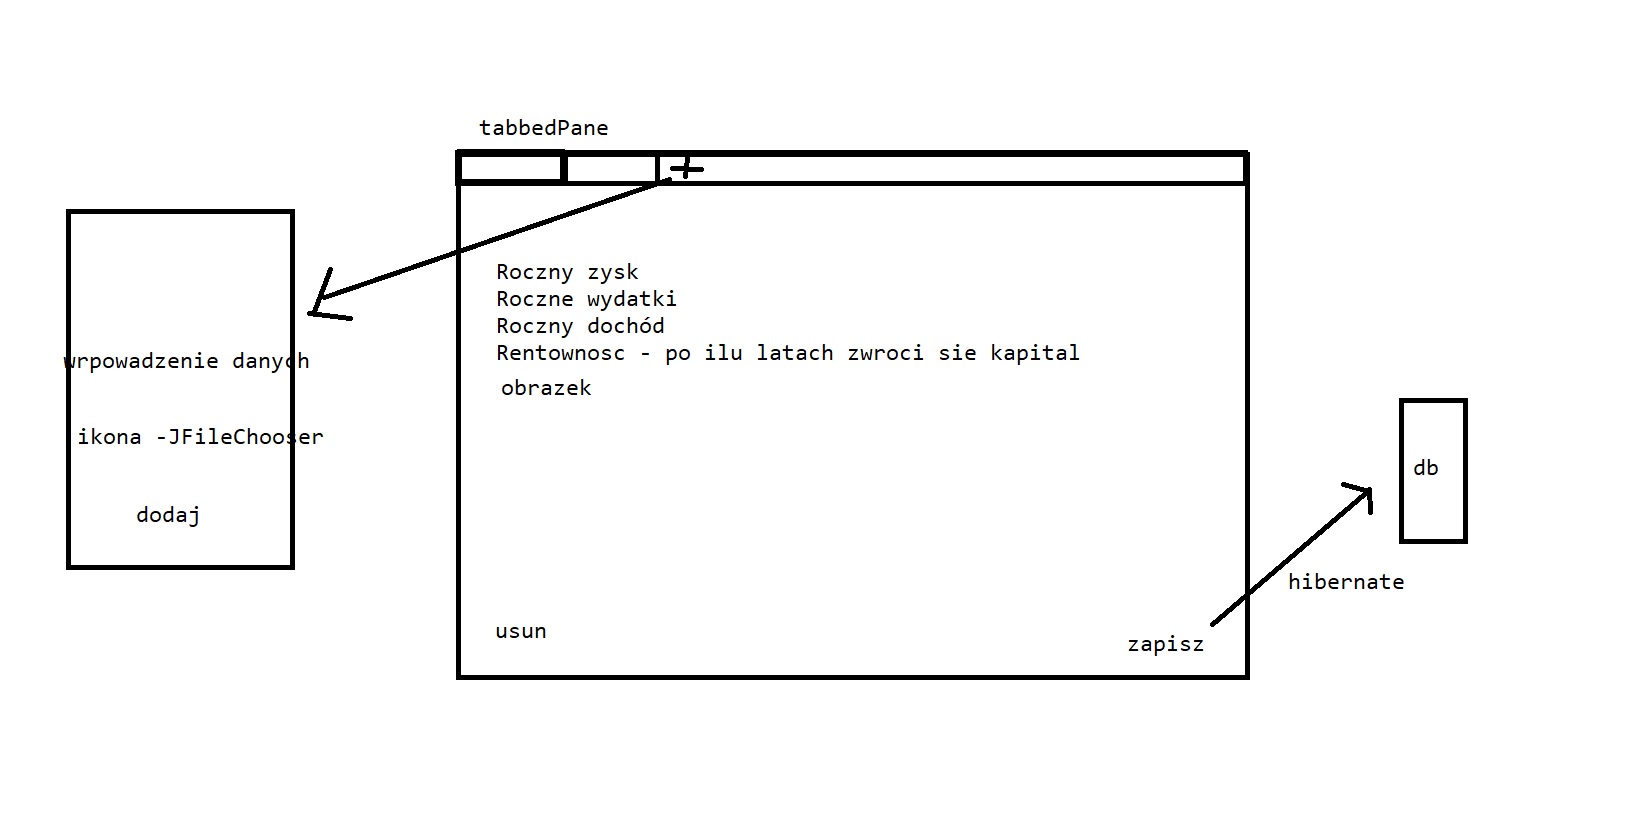 tabbedPane
+
Roczny zysk
Roczne wydatki
Roczny dochód
Rentownosc - po ilu latach zwroci sie kapital
obrazek
usun
zapisz
wrpowadzenie danych
ikona -JFileChooser
dodaj
db
hibernate